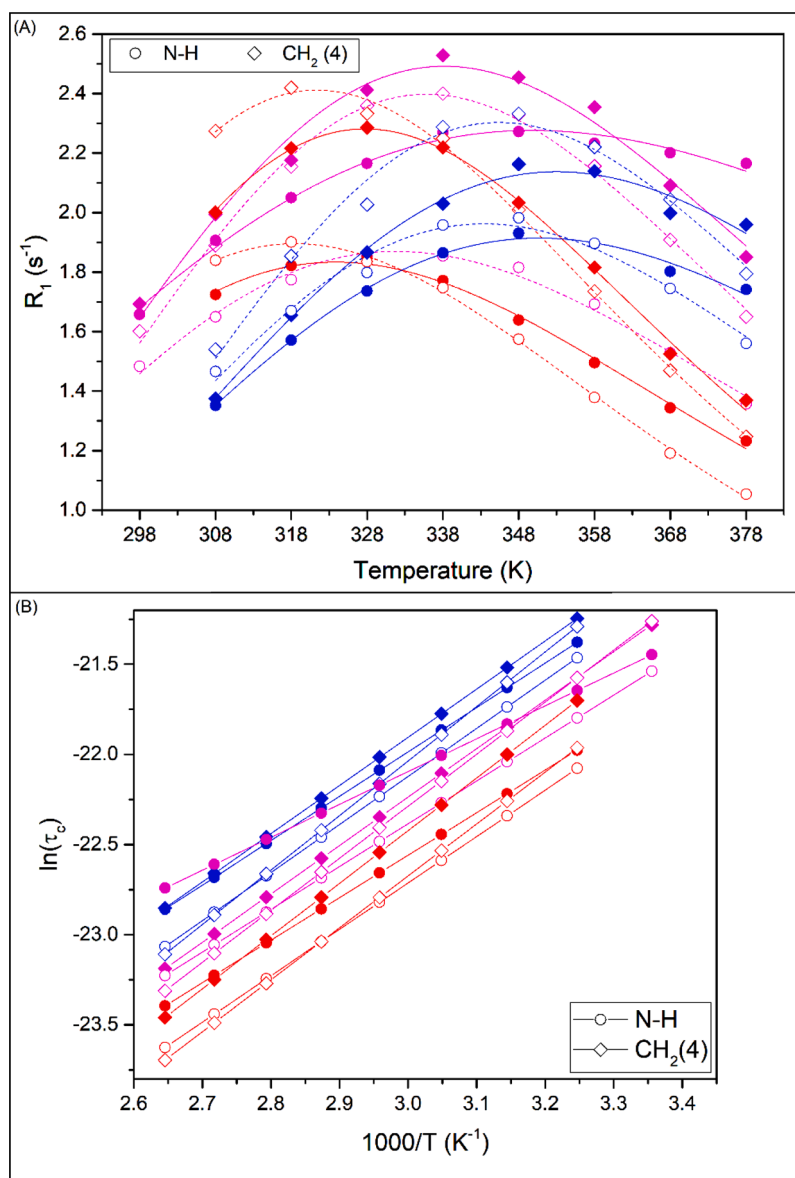 (A)
N-H CH2 (4)
2.6
2.4
2.2
2.0
1.8
1.6
1.4
1.2
1.0
R1 (s-1)
298 308 318 328 338 348 358 368 378
Temperature (K)
(B)
-21.5
-22.0
-22.5
-23.0
-23.5
ln(τc)
N-H
CH2(4)
2.6 2.7 2.8 2.9 3.0 3.1 3.2 3.3 3.4
1000/T (K-1)